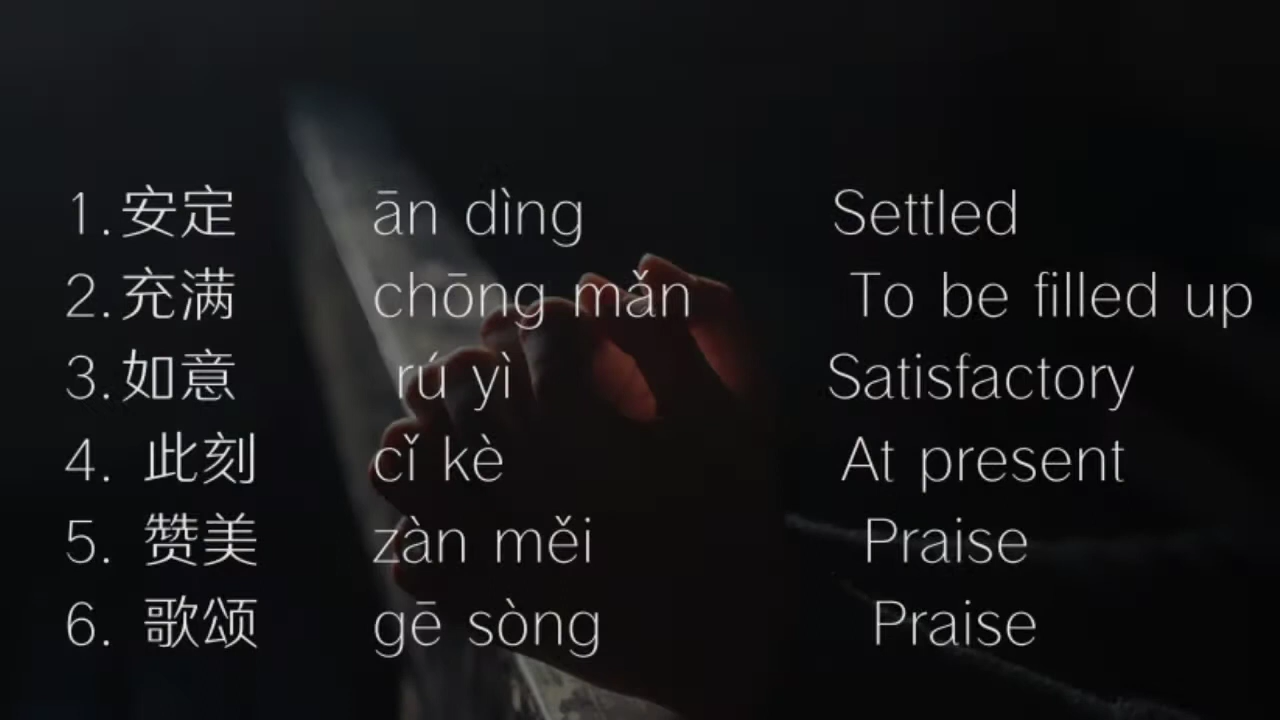 1.安定 ān dìng Settled
2.充满 chōng mǎn To be filled up
3.如意 rú yì Satisfactory
4. 此刻 cǐ kè At present
5. 赞美 zàn měi Praise
6. 歌颂 gē sòng Praise